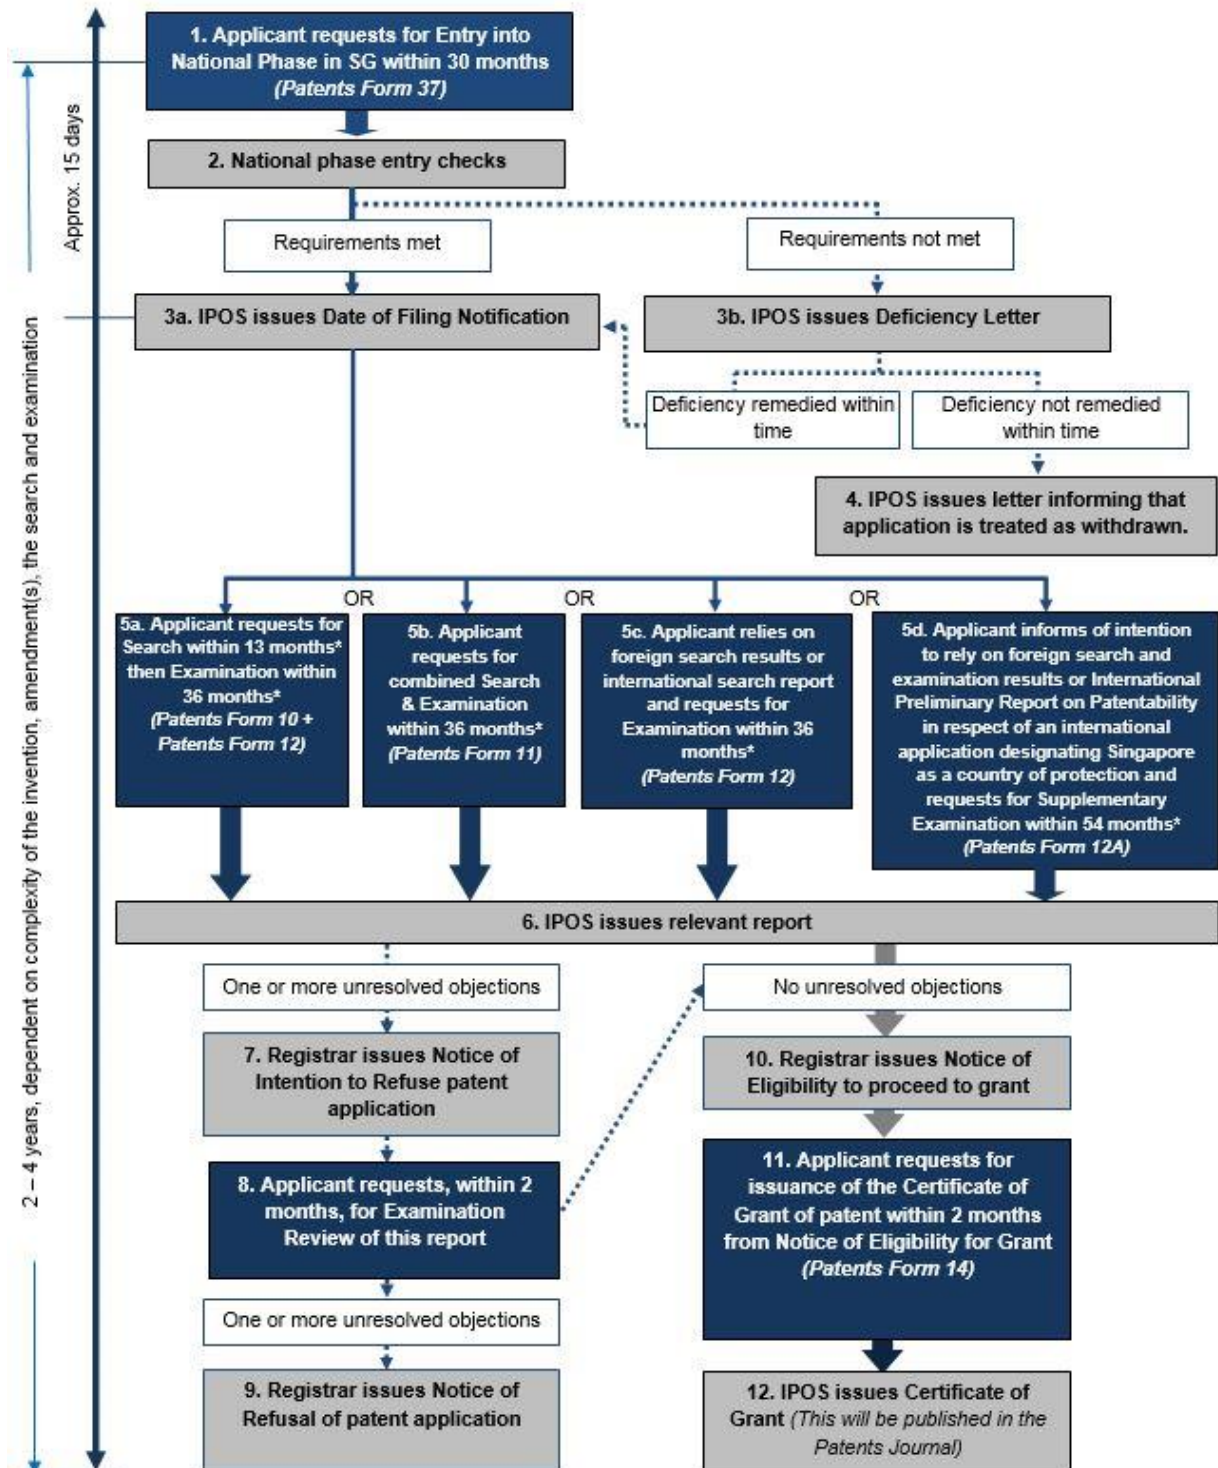 1. Applicant requests for Entry into
National Phase in SG within 30 months
(Patents Form 37)
Approx. 15 days
2. National phase entry checks
Requirements met
Requirements not met
3a. IPOS issues Date of Filing Notification
3b. IPOS issues Deficiency Letter
Deficiency remedied within
time
Deficiency not remedied
within time
4. IPOS issues letter informing that
application is treated as withdrawn.
2 – 4 years, dependent on complexity of the invention, amendment(s), the search and examination
OR
OR
OR
5a. Applicant requests for
Search within 13 months*
then Examination within
36 months*
(Patents Form 10 +
Patents Form 12)
5b. Applicant
requests for
combined Search
& Examination
within 36 months*
(Patents Form 11)
5c. Applicant relies on
foreign search results or
international search report
and requests for
Examination within 36
months*
(Patents Form 12)
5d. Applicant informs of intention
to rely on foreign search and
examination results or International
Preliminary Report on Patentability
in respect of an international
application designating Singapore
as a country of protection and
requests for Supplementary
Examination within 54 months*
(Patents Form 12A)
6. IPOS issues relevant report
One or more unresolved objections
No unresolved objections
7. Registrar issues Notice of
Intention to Refuse patent
application
10. Registrar issues Notice of
Eligibility to proceed to grant
8. Applicant requests, within 2
months, for Examination
Review of this report
11. Applicant requests for
issuance of the Certificate of
Grant of patent within 2 months
from Notice of Eligibility for Grant
(Patents Form 14)
One or more unresolved objections
9. Registrar issues Notice of
Refusal of patent application
12. IPOS issues Certificate of
Grant (This will be published in the
Patents Journal)